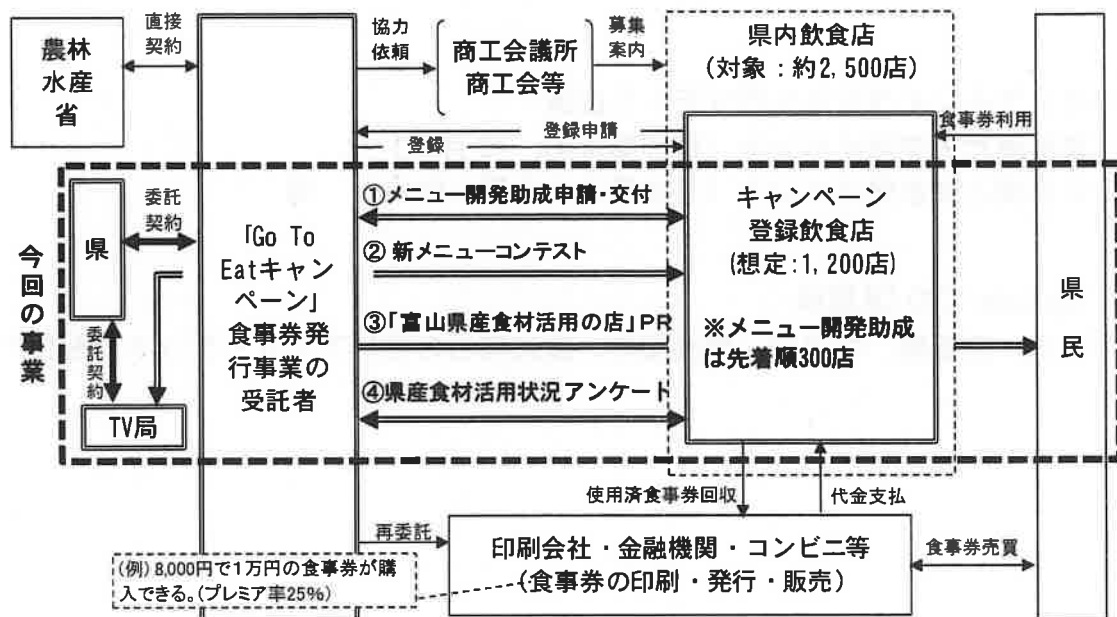 農林
水産
省
直接
契約
協力
依頼
商工会議所
商工会等
募集
案内
県内飲食店
(対象：約2,500店)
登録申請
登録
食事券利用
今回の事業
県
委託
契約
委託契約
TV局
「Go To
Eatキャン
ペーン」
食事券発
行事業の
受託者
①メニュー開発助成申請・交付
② 新メニューコンテスト
③「富山県産食材活用の店」PR
④県産食材活用状況アンケート
キャンペーン
登録飲食店
(想定:1,200店)
※メニュー開発助成
は先着順300店
県
民
使用済食事券回収
代金支払
再委託
印刷会社・金融機関・コンビニ等
(食事券の印刷・発行・販売)
食事券売買
(例)8,000円で1万円の食事券が購
入できる。(プレミア率25%)